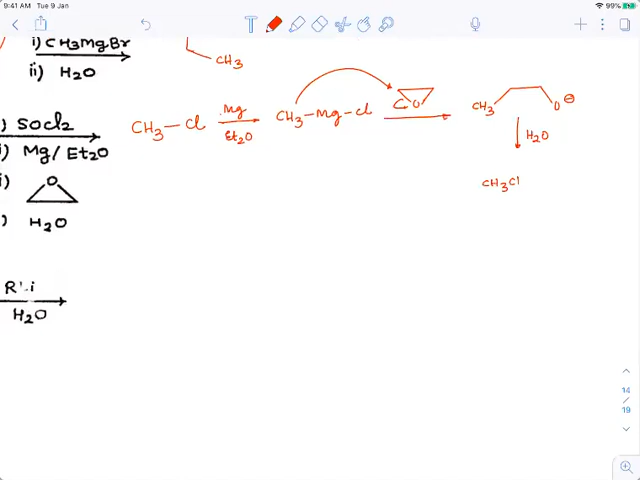 9:41 AM Tue 9 Jan
99%
i) CH3MgBr
ii) H2O
CH3
) SOCl2
i) Mg/Et2O
i) O
) H2O
CH3-Cl
Mg
Et2O
CH3-Mg-Cl
O
CH3 O ⊖
H2O
CH3Cl
H2O
14
/
19